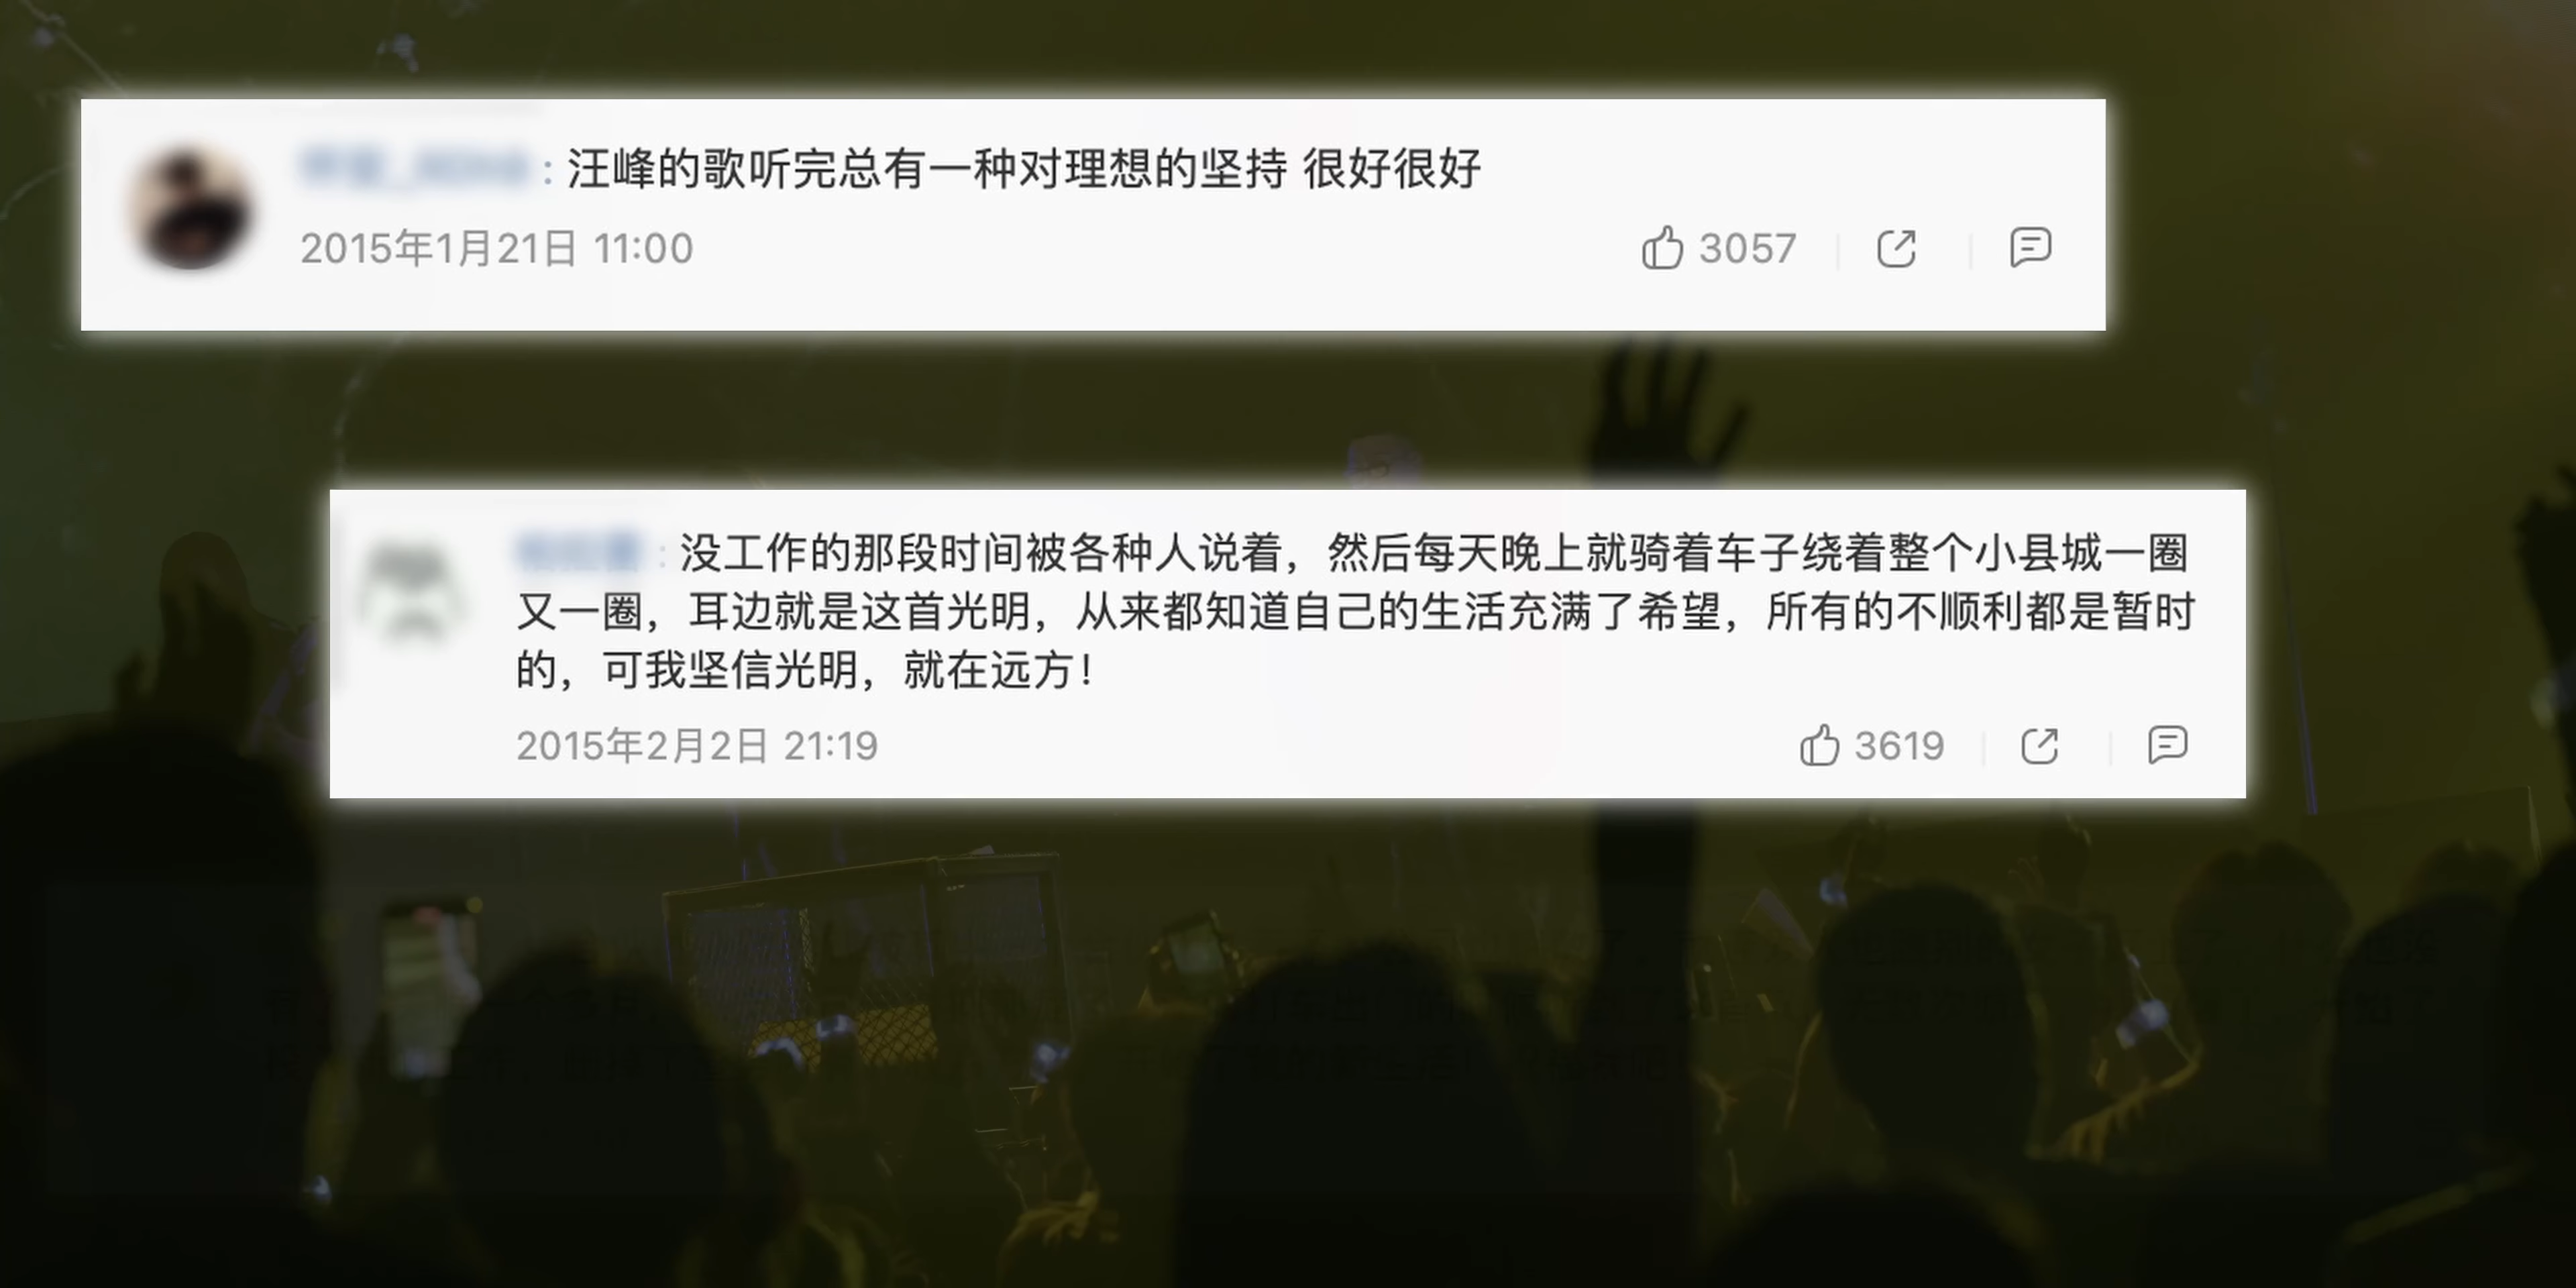 ：汪峰的歌听完总有一种对理想的坚持 很好很好
2015年1月21日 11:00
3057
：没工作的那段时间被各种人说着，然后每天晚上就骑着车子绕着整个小县城一圈
又一圈，耳边就是这首光明，从来都知道自己的生活充满了希望，所有的不顺利都是暂时
的，可我坚信光明，就在远方！
2015年2月2日 21:19
3619